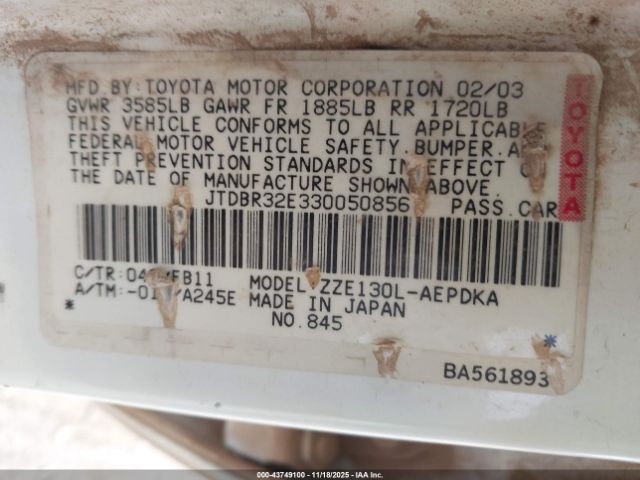 MFD.BY:TOYOTA MOTOR CORPORATION 02/03
GVWR 3585LB GAWR FR 1885LB RR 1720LB
THIS VEHICLE CONFORMS TO ALL APPLICABLE
FEDERAL MOTOR VEHICLE SAFETY.BUMPER.
THEFT PREVENTION STANDARDS IN EFFECT
THE DATE OF MANUFACTURE SHOWN ABOVE.
JTDBR32E330050856 PASS.CAR
TOYOTA
C/TR: MODEL:ZZE130L-AEPDKA
A/TM: /A245E MADE IN JAPAN
* NO.845 *
BA561893
000-43749100 - 11/18/2025 - IAA Inc.